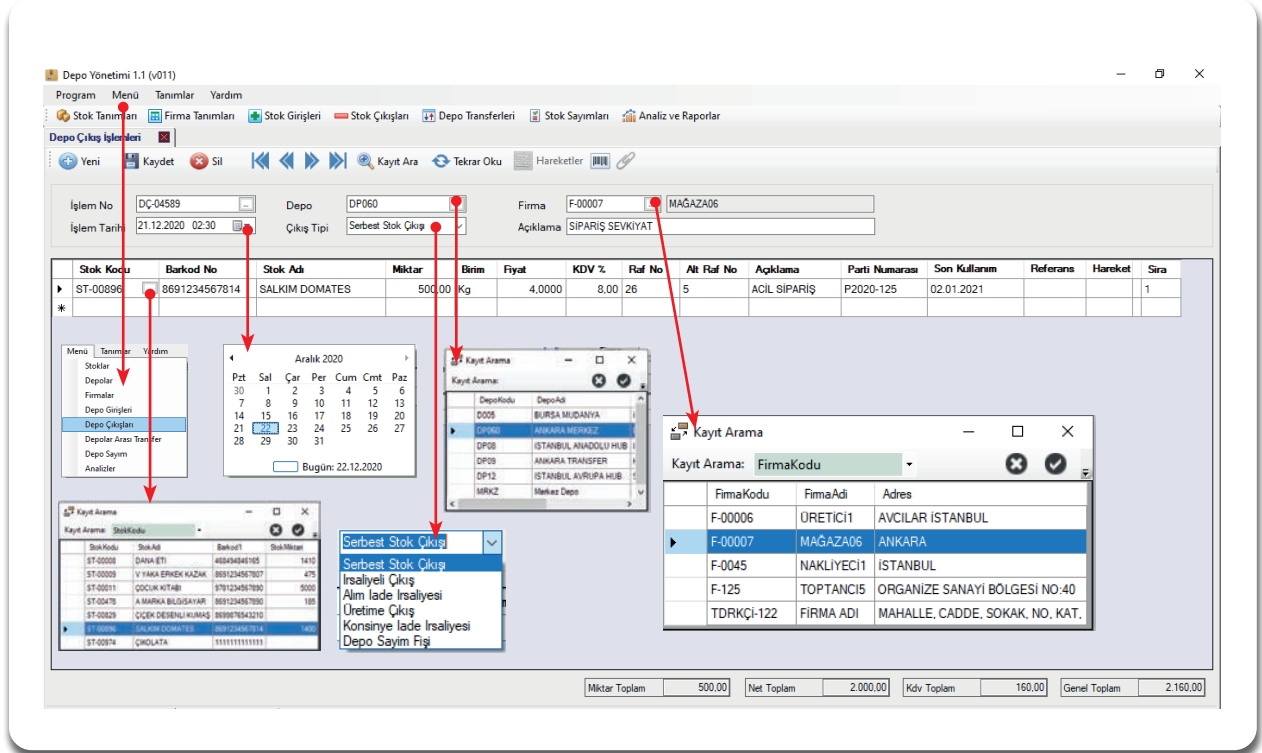 Depo Yönetimi 1.1 (v011)
Program Menü Tanımlar Yardım
Stok Tanımları Firma Tanımları Stok Girişleri Stok Çıkışları Depo Transferleri Stok Sayımları Analiz ve Raporlar
Depo Çıkış İşlemleri
Yeni Kaydet Sil Kayıt Ara Tekrar Oku Hareketler
İşlem No DÇ-04589 ... Depo DP060 Firma F-00007 ... MAĞAZA06
İşlem Tarihi 21.12.2020 02:30 Çıkış Tipi Serbest Stok Çıkışı Açıklama SİPARİŞ SEVKİYAT
Stok Kodu Barkod No Stok Adı Miktar Birim Fiyat KDV % Raf No Alt Raf No Açıklama Parti Numarası Son Kullanım Referans Hareket Sira
ST-00896 8691234567814 SALKIM DOMATES 500,00 Kg 4,0000 8,00 26 5 ACİL SİPARİŞ P2020-125 02.01.2021 1
Menü Tanımlar Yardım
Stoklar
Depolar
Firmalar
Depo Girişleri
Depo Çıkışları
Depolar Arası Transfer
Depo Sayım
Analizler
Aralık 2020
Pzt Sal Çar Per Cum Cmt Paz
30 1 2 3 4 5 6
7 8 9 10 11 12 13
14 15 16 17 18 19 20
21 22 23 24 25 26 27
28 29 30 31
Bugün: 22.12.2020
Kayıt Arama
Kayıt Arama:
DepoKodu DepoAdi
D005 BURSA MUDANYA
DP060 ANKARA MERKEZ
DP08 İSTANBUL ANADOLU HUB
DP09 ANKARA TRANSFER
DP12 İSTANBUL AVRUPA HUB
MRKZ Merkez Depo
Kayıt Arama
Kayıt Arama: FirmaKodu
FirmaKodu FirmaAdi Adres
F-00006 ÜRETİCİ1 AVCILAR İSTANBUL
F-00007 MAĞAZA06 ANKARA
F-0045 NAKLİYECİ1 İSTANBUL
F-125 TOPTANCI5 ORGANİZE SANAYİ BÖLGESİ NO:40
TDRKÇİ-122 FİRMA ADI MAHALLE, CADDE, SOKAK, NO, KAT,
Kayıt Arama
Kayıt Arama: StokKodu
StokKodu StokAdi Barkod1 StokMiktari
ST-00008 DANA ETİ 468494846165 1410
ST-00009 V YAKA ERKEK KAZAK 8691234567807 475
ST-00011 ÇOCUK KİTABI 9781234567890 5000
ST-00478 A MARKA BİLGİSAYAR 8691234567890 185
ST-00829 ÇİÇEK DESENLİ KUMAŞ 8699876543210
ST-00896 SALKIM DOMATES 8691234567814 1400
ST-00974 ÇİKOLATA 1111111111111
Serbest Stok Çıkışı
Serbest Stok Çıkışı
Irsaliyeli Çıkış
Alım Iade Irsaliyesi
Üretime Çıkış
Konsinye Iade Irsaliyesi
Depo Sayim Fişi
Miktar Toplam 500,00 Net Toplam 2.000,00 Kdv Toplam 160,00 Genel Toplam 2.160,00